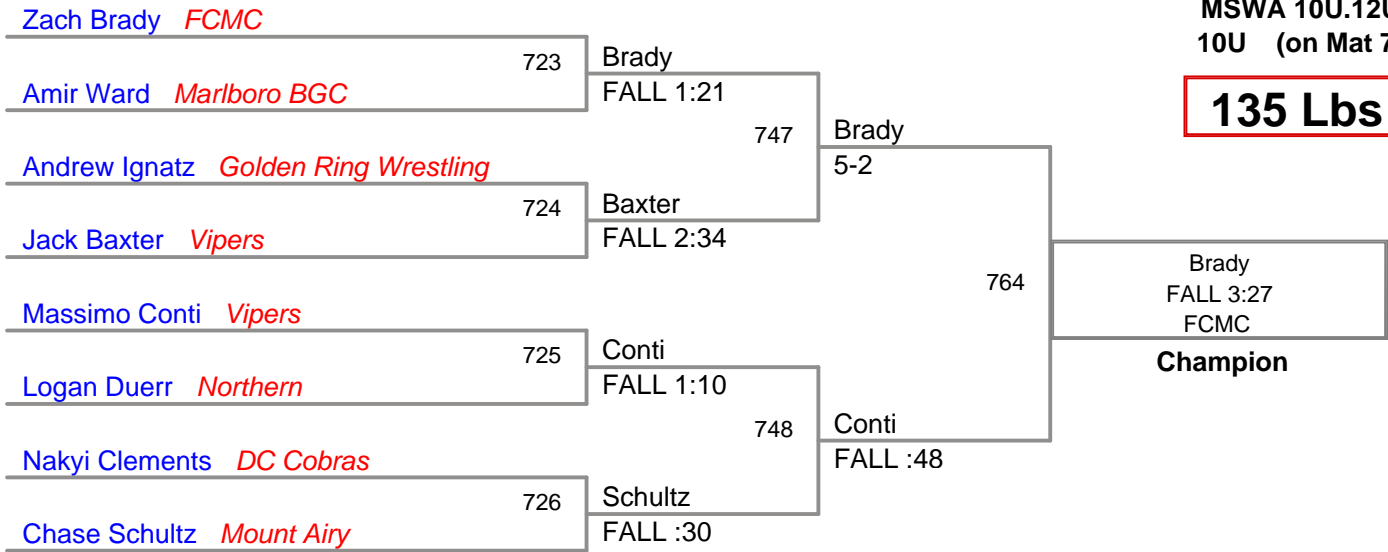 Zach Brady FCMC
MSWA 10U.12U
10U (on Mat 7
723
Brady
Amir Ward Marlboro BGC
FALL 1:21
135 Lbs
747
Brady
5-2
Andrew Ignatz Golden Ring Wrestling
724
Baxter
Jack Baxter Vipers
FALL 2:34
764
Brady
FALL 3:27
FCMC
Champion
Massimo Conti Vipers
725
Conti
Logan Duerr Northern
FALL 1:10
748
Conti
FALL :48
Nakyi Clements DC Cobras
726
Schultz
Chase Schultz Mount Airy
FALL :30